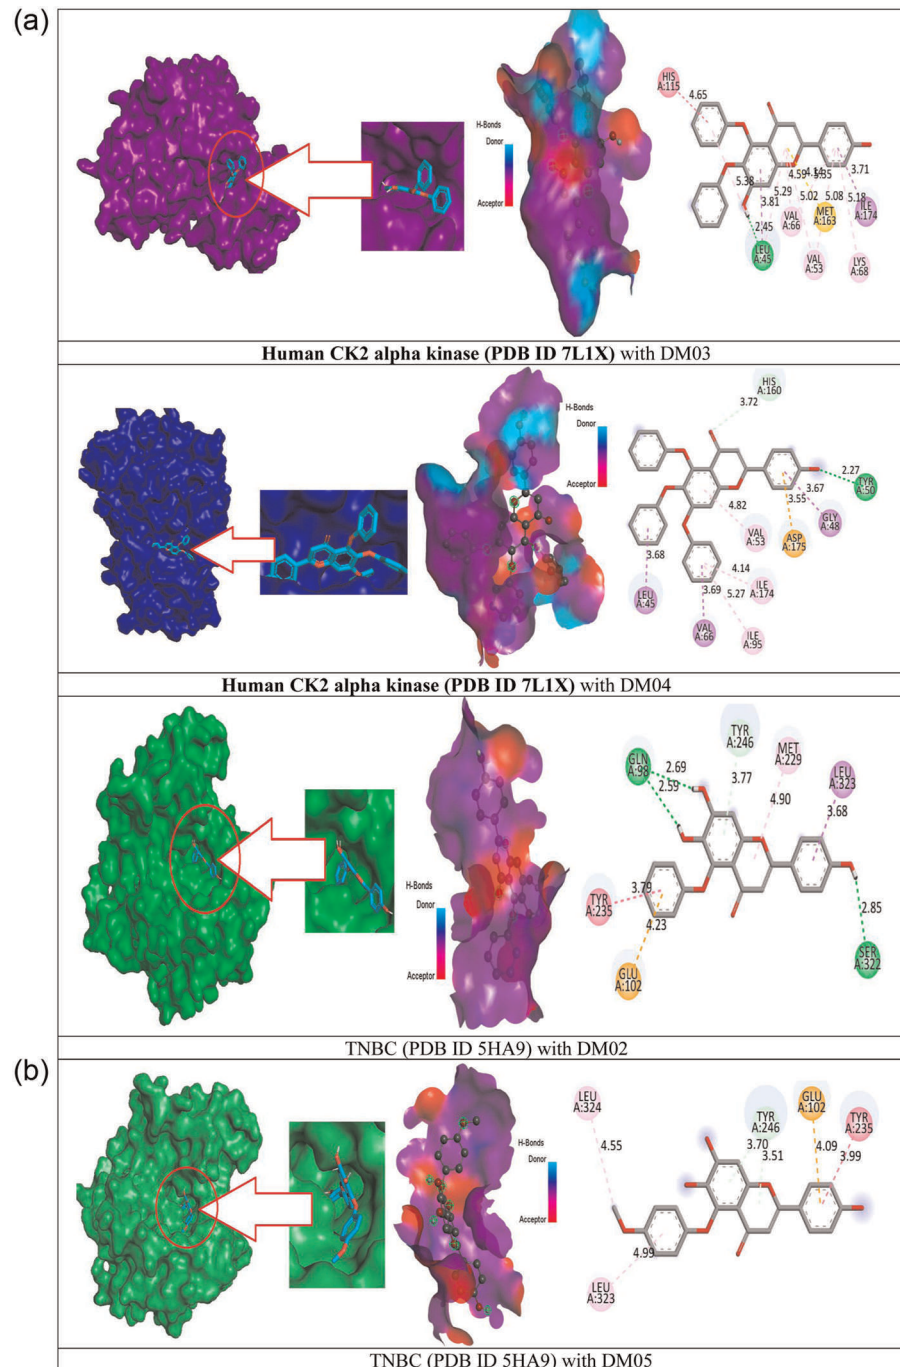 (a)
HIS
A:115
4.65
H-Bonds
Donor
Acceptor
5.38
3.81
2.45
5.29
4.59
4.14
5.35
5.02
5.08
5.18
3.71
LEU
A:45
VAL
A:66
MET
A:163
VAL
A:53
LYS
A:68
ILE
A:174
Human CK2 alpha kinase (PDB ID 7L1X) with DM03
H-Bonds
Donor
Acceptor
HIS
A:160
3.72
2.27
TYR
A:50
3.67
3.55
GLY
A:48
4.82
VAL
A:53
ASP
A:175
3.68
LEU
A:45
4.14
3.69
5.27
ILE
A:174
VAL
A:66
ILE
A:95
Human CK2 alpha kinase (PDB ID 7L1X) with DM04
H-Bonds
Donor
Acceptor
GLN
A:98
2.69
2.59
TYR
A:246
3.77
MET
A:229
4.90
LEU
A:323
3.68
3.79
TYR
A:235
4.23
GLU
A:102
2.85
SER
A:322
TNBC (PDB ID 5HA9) with DM02
(b)
H-Bonds
Donor
Acceptor
LEU
A:324
4.55
TYR
A:246
3.70
3.51
GLU
A:102
4.09
TYR
A:235
3.99
4.99
LEU
A:323
TNBC (PDB ID 5HA9) with DM05